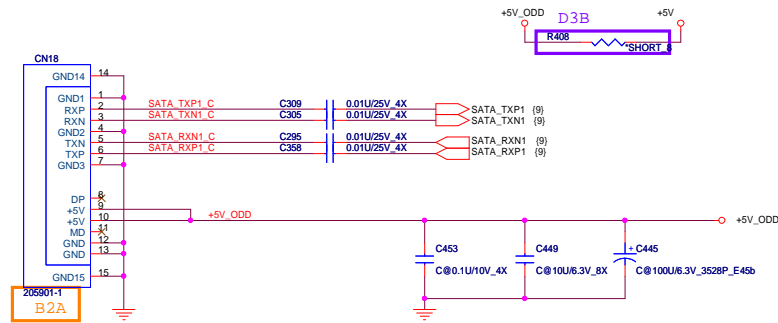 +5V_ODD D3B +5V
R408 *SHORT_8
CN18
GND14 14
GND1 1
RXP 2 SATA_TXP1_C C309 0.01U/25V_4X SATA_TXP1 {9}
RXN 3 SATA_TXN1_C C305 0.01U/25V_4X SATA_TXN1 {9}
GND2 4
TXN 5 SATA_RXN1_C C295 0.01U/25V_4X SATA_RXN1 {9}
TXP 6 SATA_RXP1_C C358 0.01U/25V_4X SATA_RXP1 {9}
GND3 7
DP 8
+5V 9
+5V 10 +5V_ODD +5V_ODD
MD 11
GND 12
GND 13
C453 C449 + C445
C@0.1U/10V_4X C@10U/6.3V_8X C@100U/6.3V_3528P_E45b
GND15 15
205901-1
B2A